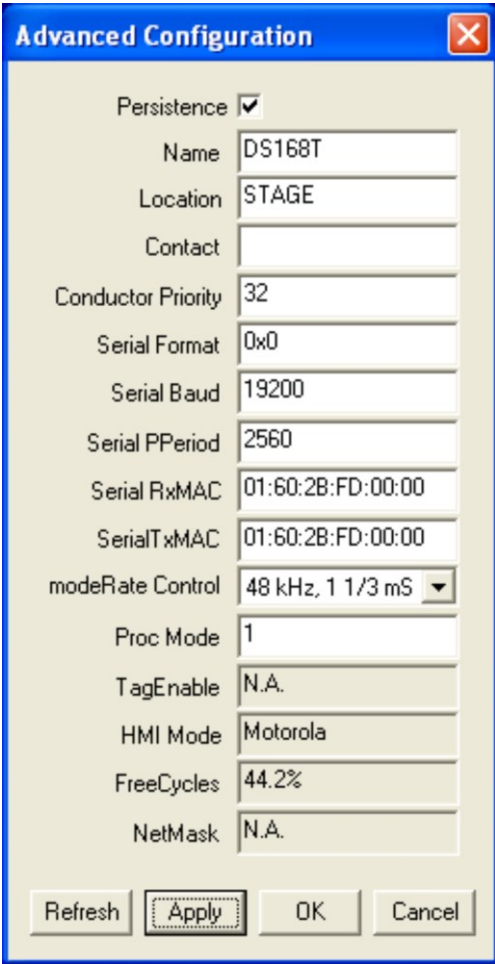 Advanced Configuration
Persistence
Name DS168T
Location STAGE
Contact
Conductor Priority 32
Serial Format 0x0
Serial Baud 19200
Serial PPeriod 2560
Serial RxMAC 01:60:2B:FD:00:00
SerialTxMAC 01:60:2B:FD:00:00
modeRate Control 48 kHz, 1 1/3 mS
Proc Mode 1
TagEnable N.A.
HMI Mode Motorola
FreeCycles 44.2%
NetMask N.A.
Refresh Apply OK Cancel